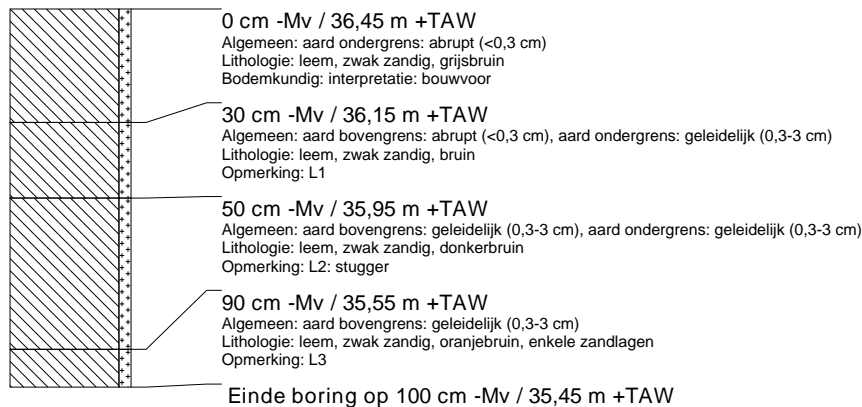 0 cm -Mv / 36,45 m +TAW
Algemeen: aard ondergrens: abrupt (<0,3 cm)
Lithologie: leem, zwak zandig, grijsbruin
Bodemkundig: interpretatie: bouwvoor
30 cm -Mv / 36,15 m +TAW
Algemeen: aard bovengrens: abrupt (<0,3 cm), aard ondergrens: geleidelijk (0,3-3 cm)
Lithologie: leem, zwak zandig, bruin
Opmerking: L1
50 cm -Mv / 35,95 m +TAW
Algemeen: aard bovengrens: geleidelijk (0,3-3 cm), aard ondergrens: geleidelijk (0,3-3 cm)
Lithologie: leem, zwak zandig, donkerbruin
Opmerking: L2: stugger
90 cm -Mv / 35,55 m +TAW
Algemeen: aard bovengrens: geleidelijk (0,3-3 cm)
Lithologie: leem, zwak zandig, oranjebruin, enkele zandlagen
Opmerking: L3
Einde boring op 100 cm -Mv / 35,45 m +TAW